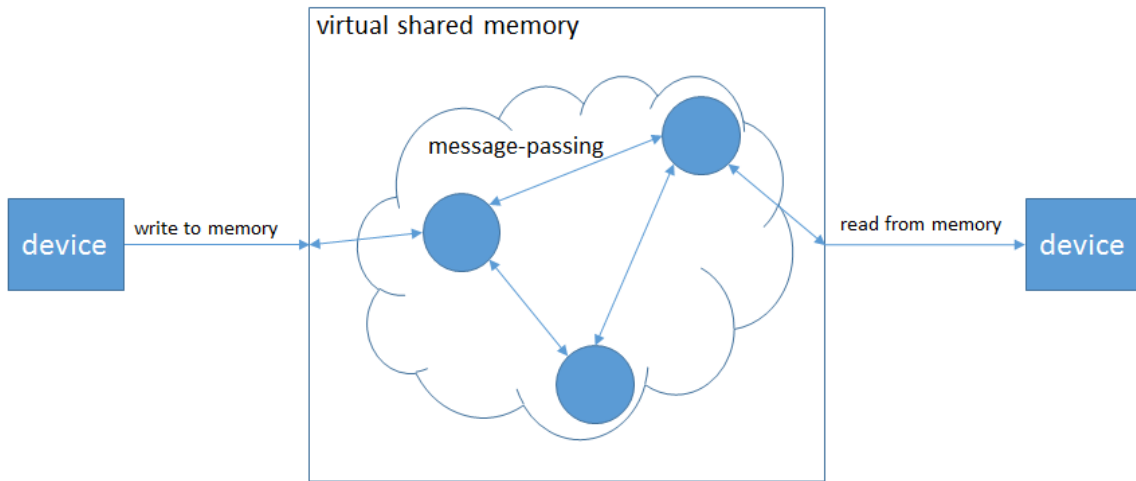 virtual shared memory
message-passing
device
write to memory
read from memory
device